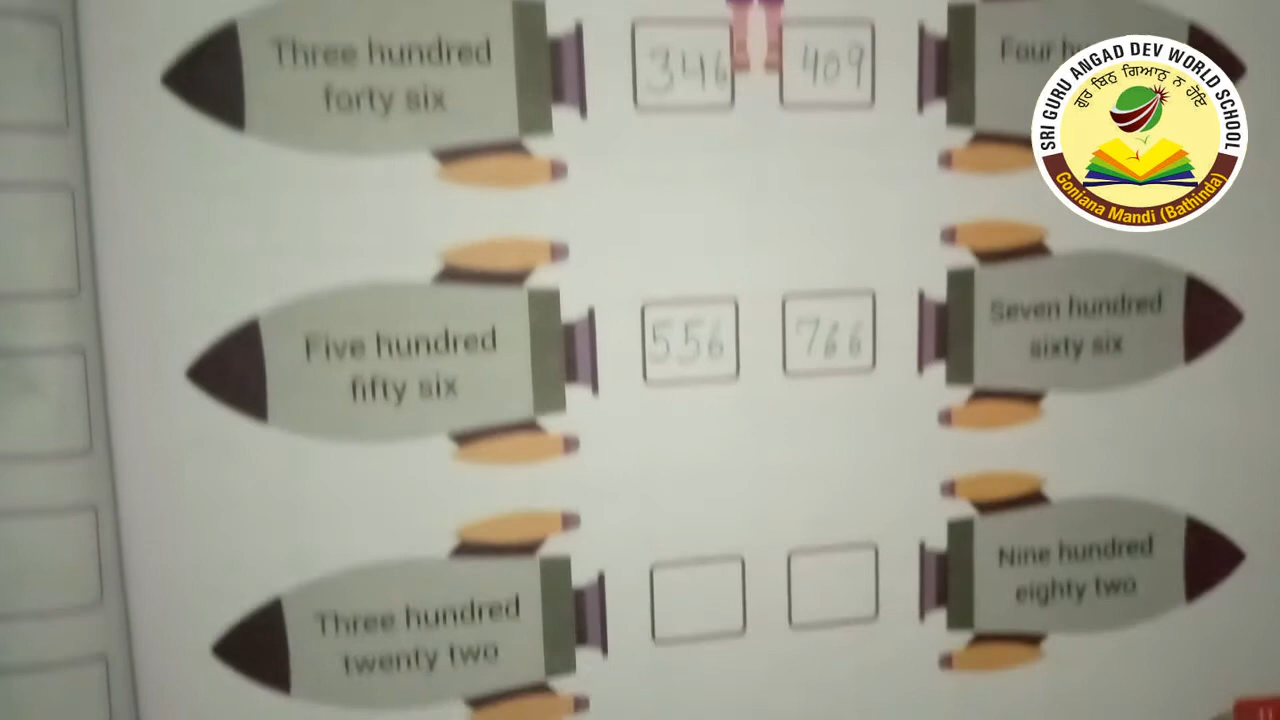 Three hundred
forty six
346
409
Four
SRI GURU ANGAD DEV WORLD SCHOOL
ਗੁਰ ਬਿਨੁ ਗਿਆਨੁ ਨ ਹੋਇ
Goniana Mandi (Bathinda)
Five hundred
fifty six
556
766
Seven hundred
sixty six
Three hundred
twenty two
Nine hundred
eighty two